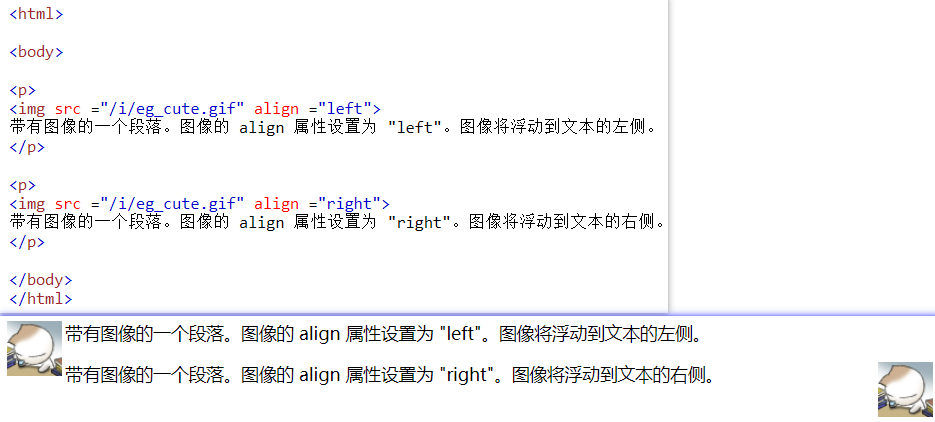 <html>
<body>
<p>
<img src ="/i/eg_cute.gif" align ="left">
带有图像的一个段落。图像的 align 属性设置为 "left"。图像将浮动到文本的左侧。
</p>
<p>
<img src ="/i/eg_cute.gif" align ="right">
带有图像的一个段落。图像的 align 属性设置为 "right"。图像将浮动到文本的右侧。
</p>
</body>
</html>
带有图像的一个段落。图像的 align 属性设置为 "left"。图像将浮动到文本的左侧。
带有图像的一个段落。图像的 align 属性设置为 "right"。图像将浮动到文本的右侧。